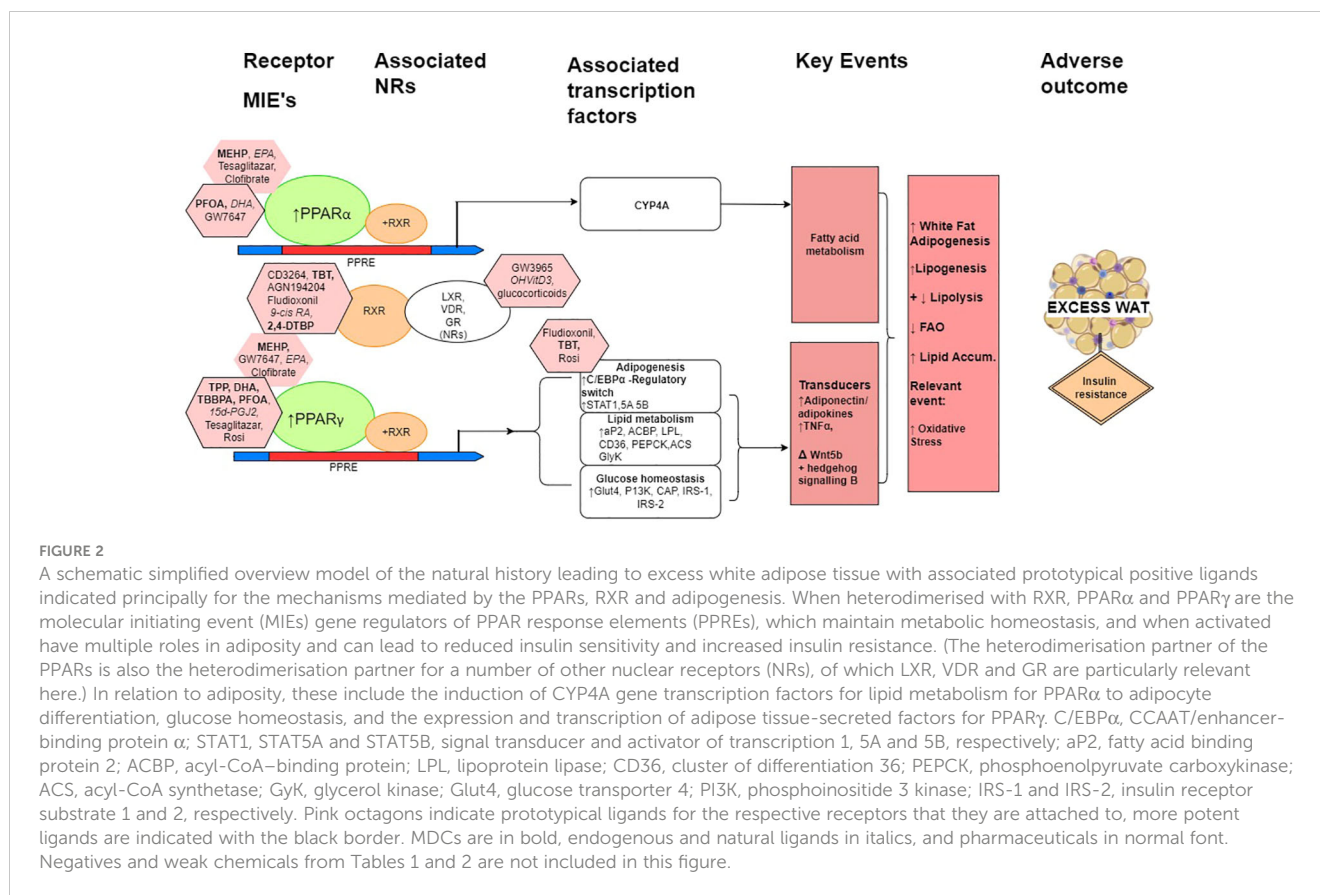 Receptor
MIE's
Associated
NRs
Associated
transcription
factors
Key Events
Adverse
outcome
MEHP, EPA,
Tesaglitazar,
Clofibrate
PFOA, DHA,
GW7647
↑PPARα
+RXR
PPRE
CYP4A
Fatty acid
metabolism
CD3264, TBT,
AGN194204
Fludioxonil
9-cis RA,
2,4-DTBP
RXR
LXR,
VDR,
GR
(NRs)
GW3965
OHVitD3,
glucocorticoids
MEHP,
GW7647, EPA,
Clofibrate
TPP, DHA,
TBBPA, PFOA,
15d-PGJ2,
Tesaglitazar,
Rosi
↑PPARγ
+RXR
PPRE
Fludioxonil,
TBT,
Rosi
Adipogenesis
↑C/EBPα -Regulatory
switch
↑STAT1,5A 5B
Lipid metabolism
↑aP2, ACBP, LPL,
CD36, PEPCK,ACS
GlyK
Glucose homeostasis
↑Glut4, P13K, CAP, IRS-1,
IRS-2
Transducers
↑Adiponectin/
adipokines
↑TNFα,
Δ Wnt5b
+ hedgehog
signalling B
↑ White Fat
Adipogenesis
↑Lipogenesis
+ ↓ Lipolysis
↓ FAO
↑ Lipid Accum.
Relevant
event:
↑ Oxidative
Stress
EXCESS WAT
Insulin
resistance
FIGURE 2
A schematic simplified overview model of the natural history leading to excess white adipose tissue with associated prototypical positive ligands
indicated principally for the mechanisms mediated by the PPARs, RXR and adipogenesis. When heterodimerised with RXR, PPARα and PPARγ are the
molecular initiating event (MIEs) gene regulators of PPAR response elements (PPREs), which maintain metabolic homeostasis, and when activated
have multiple roles in adiposity and can lead to reduced insulin sensitivity and increased insulin resistance. (The heterodimerisation partner of the
PPARs is also the heterodimerisation partner for a number of other nuclear receptors (NRs), of which LXR, VDR and GR are particularly relevant
here.) In relation to adiposity, these include the induction of CYP4A gene transcription factors for lipid metabolism for PPARα to adipocyte
differentiation, glucose homeostasis, and the expression and transcription of adipose tissue-secreted factors for PPARγ. C/EBPα, CCAAT/enhancer-
binding protein α; STAT1, STAT5A and STAT5B, signal transducer and activator of transcription 1, 5A and 5B, respectively; aP2, fatty acid binding
protein 2; ACBP, acyl-CoA–binding protein; LPL, lipoprotein lipase; CD36, cluster of differentiation 36; PEPCK, phosphoenolpyruvate carboxykinase;
ACS, acyl-CoA synthetase; GyK, glycerol kinase; Glut4, glucose transporter 4; PI3K, phosphoinositide 3 kinase; IRS-1 and IRS-2, insulin receptor
substrate 1 and 2, respectively. Pink octagons indicate prototypical ligands for the respective receptors that they are attached to, more potent
ligands are indicated with the black border. MDCs are in bold, endogenous and natural ligands in italics, and pharmaceuticals in normal font.
Negatives and weak chemicals from Tables 1 and 2 are not included in this figure.